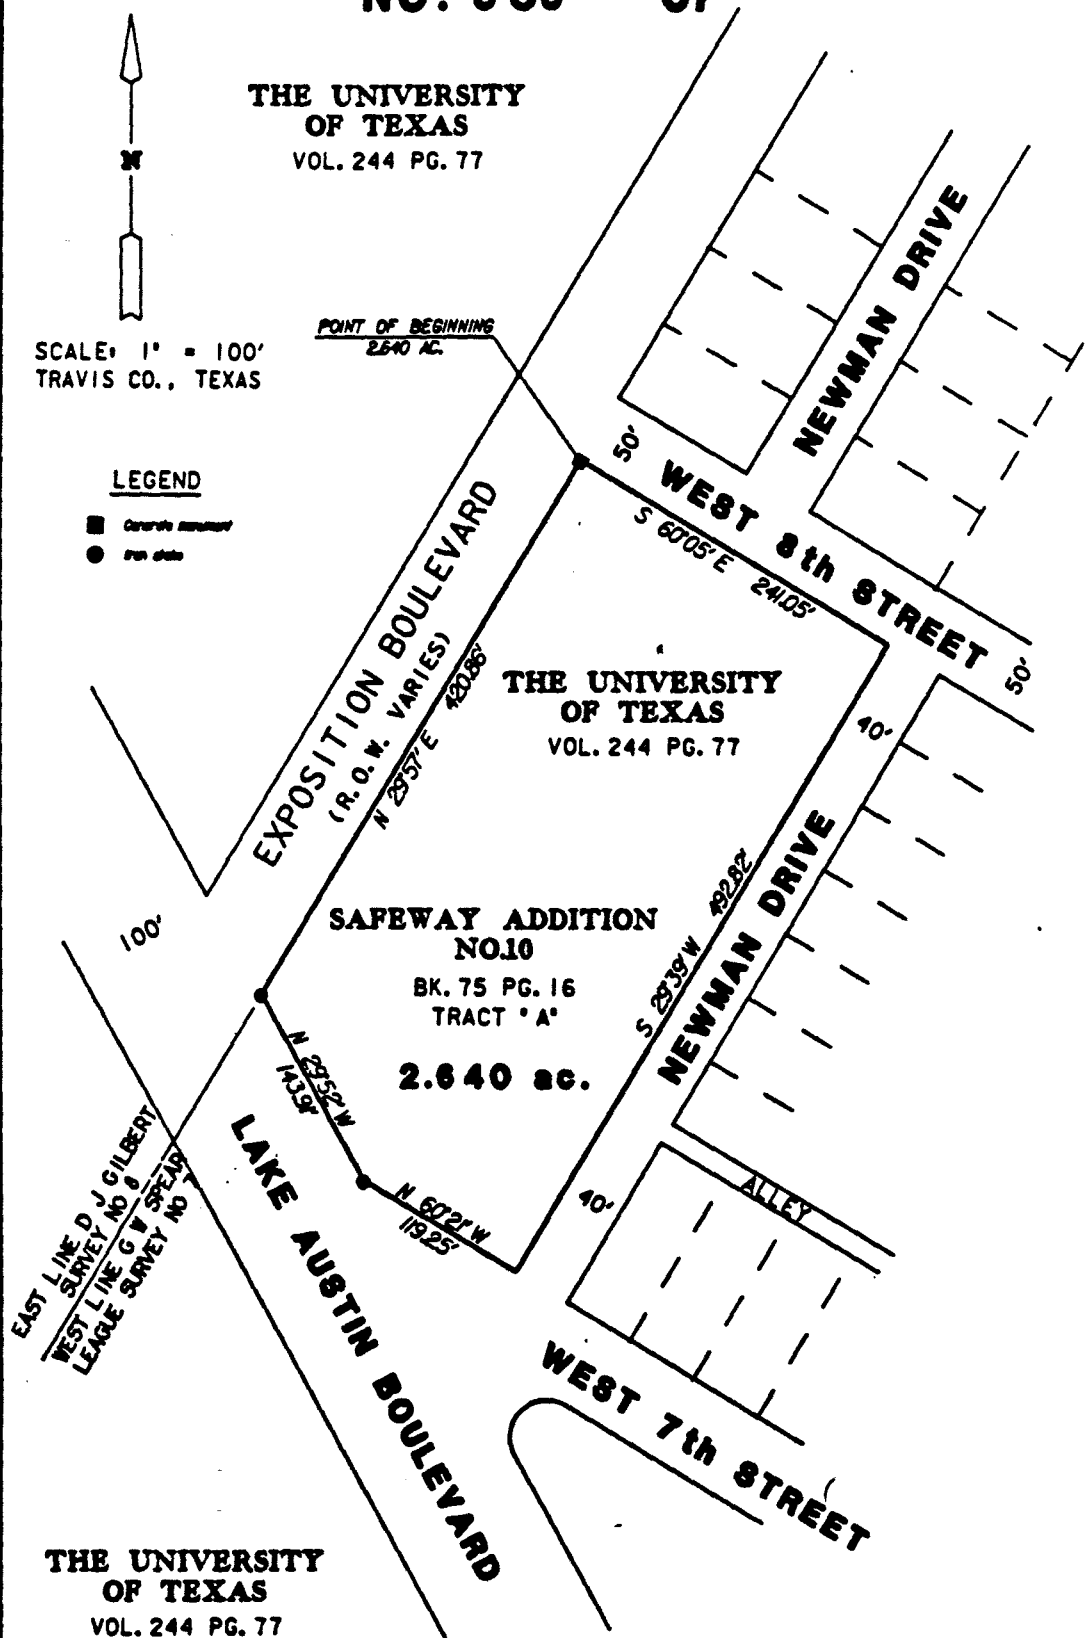 THE UNIVERSITY
OF TEXAS
VOL. 244 PG. 77
N
SCALE: 1" = 100'
TRAVIS CO., TEXAS
POINT OF BEGINNING
2.640 AC.
LEGEND
Concrete monument
Iron stake
NEWMAN DRIVE
50'
WEST 8th STREET
50'
S 60°05' E 241.05'
EXPOSITION BOULEVARD
(R.O.W. VARIES)
N 29°57' E 420.86'
THE UNIVERSITY
OF TEXAS
VOL. 244 PG. 77
40'
S 29°39' W 492.82'
NEWMAN DRIVE
100'
SAFEWAY ADDITION
NO.10
BK. 75 PG. 16
TRACT "A"
2.640 ac.
N 29°52' W
143.91'
N 60°21' W
119.25'
EAST LINE D J GILBERT
SURVEY NO 8
WEST LINE G W SPEAR
LEAGUE SURVEY NO 7
LAKE AUSTIN BOULEVARD
40'
ALLEY
WEST 7th STREET
THE UNIVERSITY
OF TEXAS
VOL. 244 PG. 77